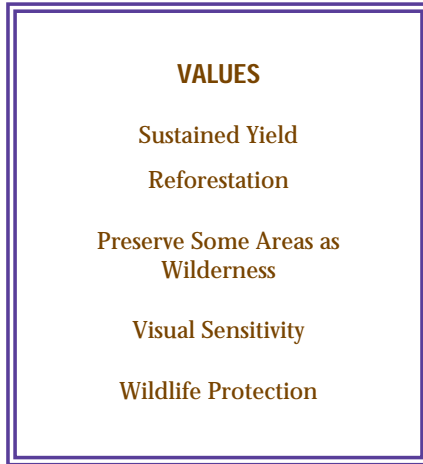 VALUES
Sustained Yield
Reforestation
Preserve Some Areas as
Wilderness
Visual Sensitivity
Wildlife Protection